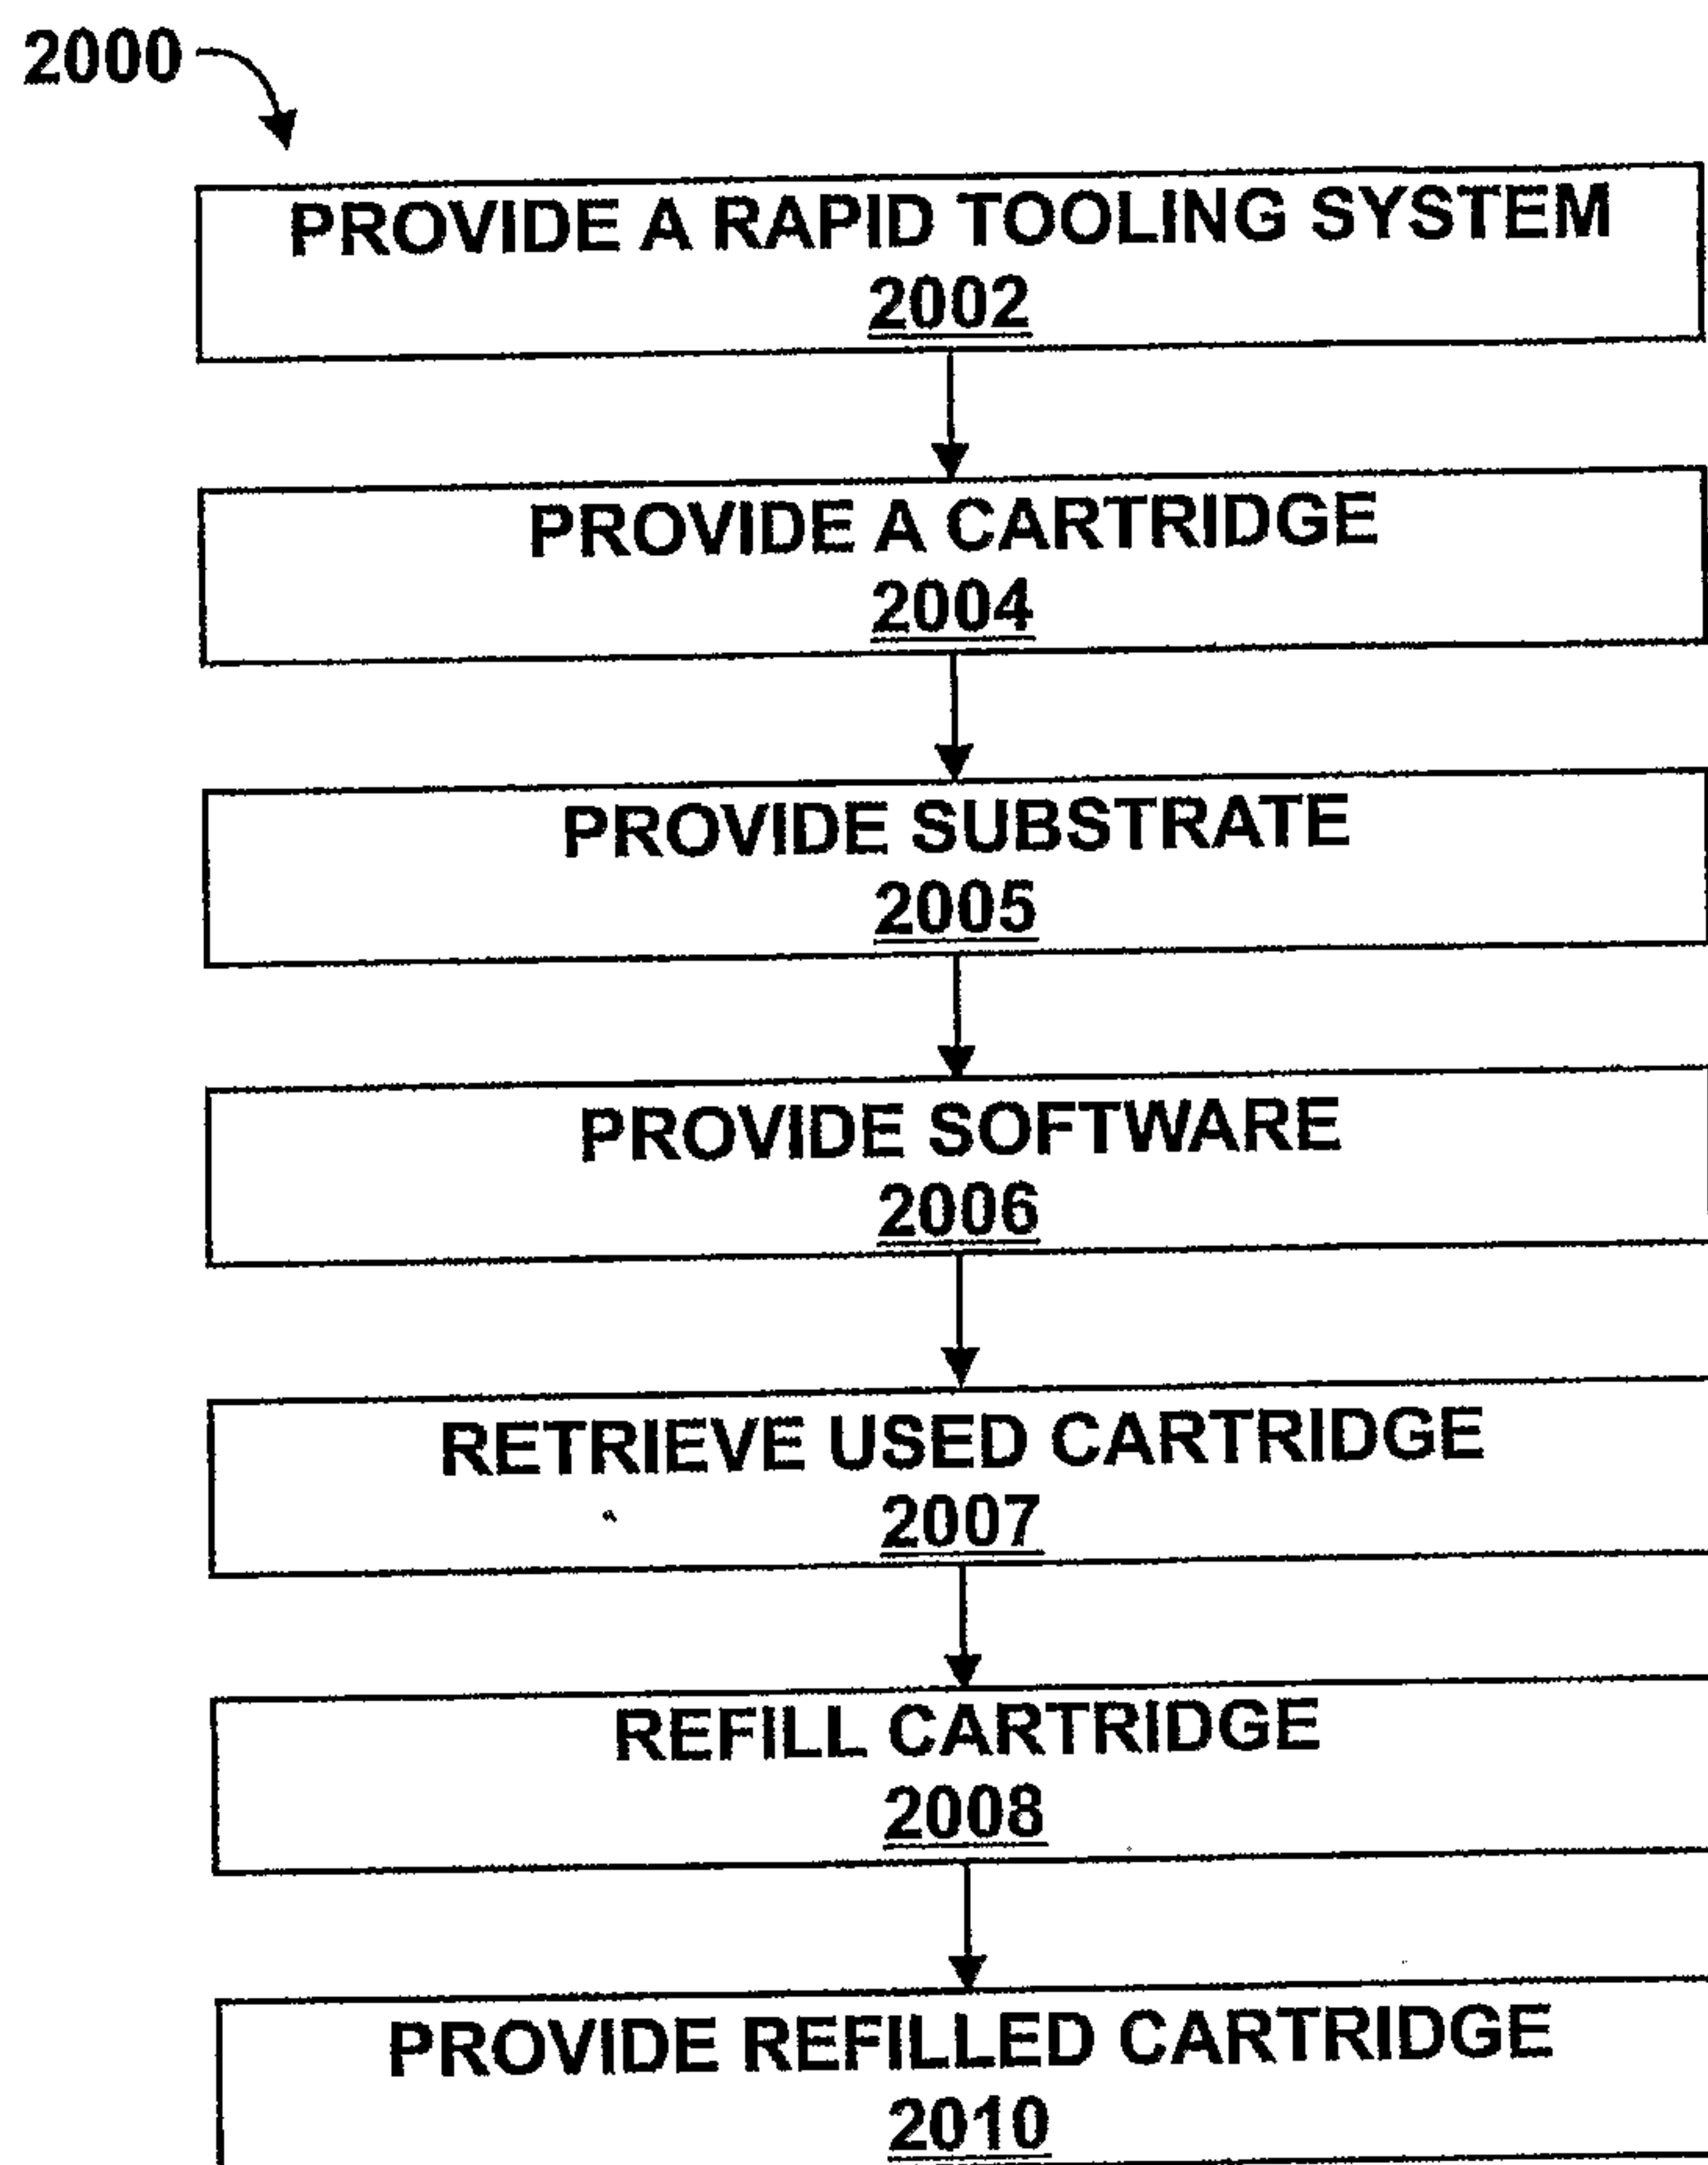 2000
PROVIDE A RAPID TOOLING SYSTEM
2002
PROVIDE A CARTRIDGE
2004
PROVIDE SUBSTRATE
2005
PROVIDE SOFTWARE
2006
RETRIEVE USED CARTRIDGE
2007
REFILL CARTRIDGE
2008
PROVIDE REFILLED CARTRIDGE
2010